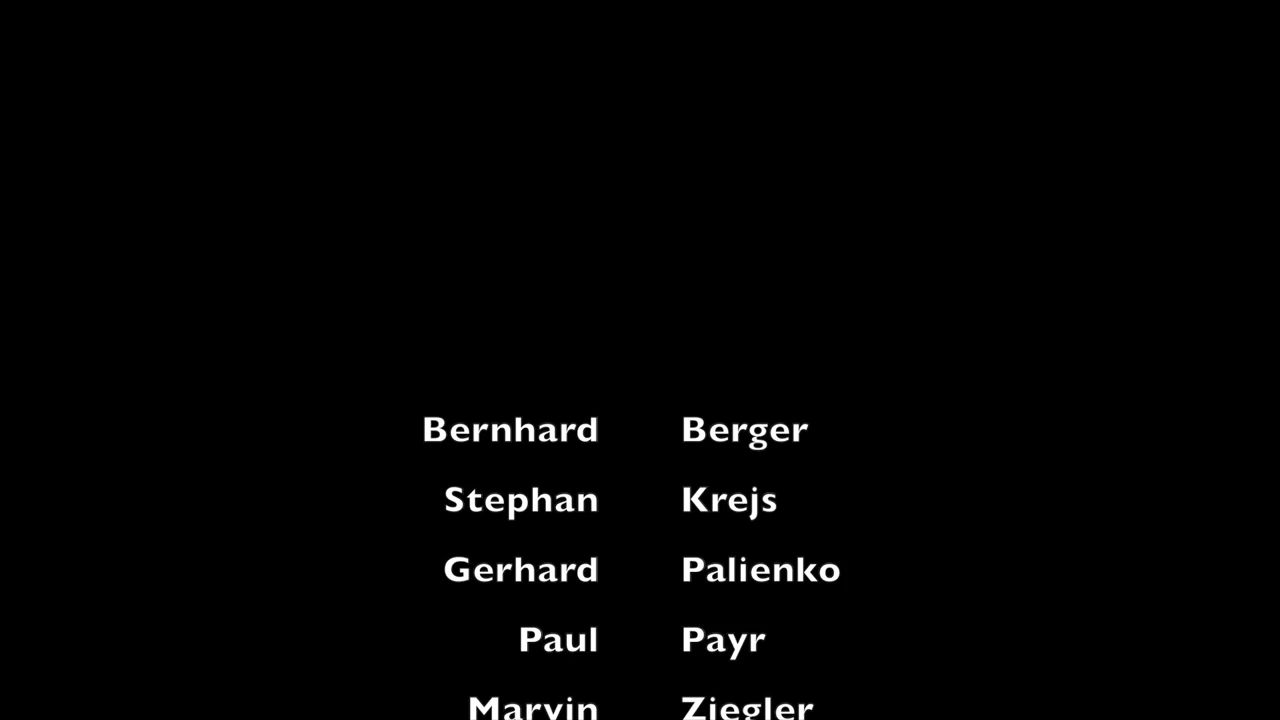 Bernhard Berger
Stephan Krejs
Gerhard Palienko
Paul Payr
Marvin Ziegler